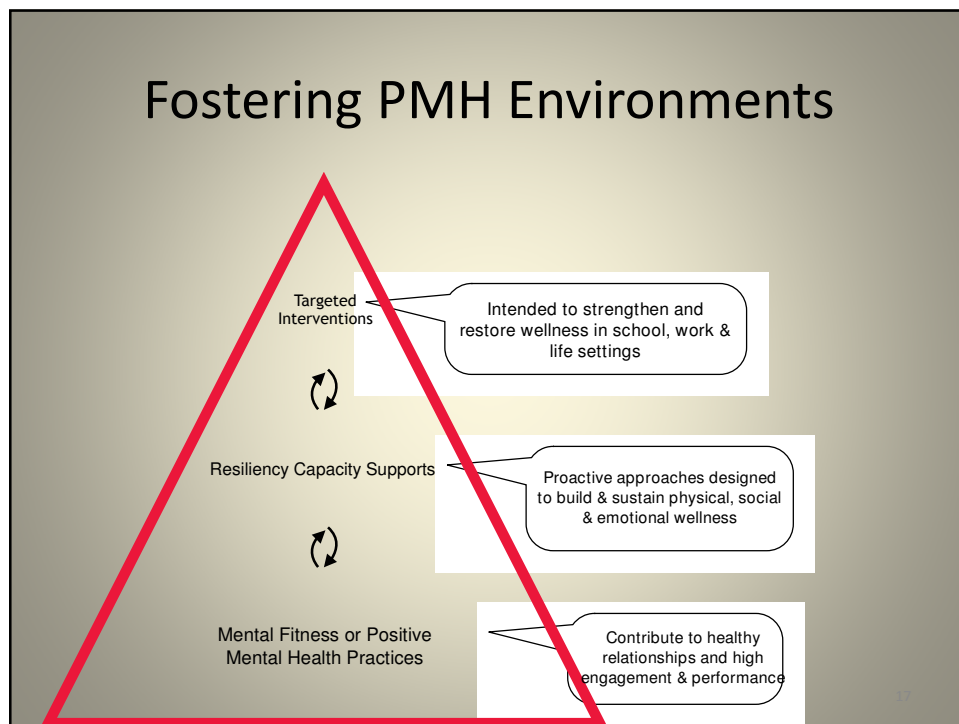 Fostering PMH Environments
Targeted
Interventions
Intended to strengthen and
restore wellness in school, work &
life settings
Resiliency Capacity Supports
Proactive approaches designed
to build & sustain physical, social
& emotional wellness
Mental Fitness or Positive
Mental Health Practices
Contribute to healthy
relationships and high
engagement & performance
17